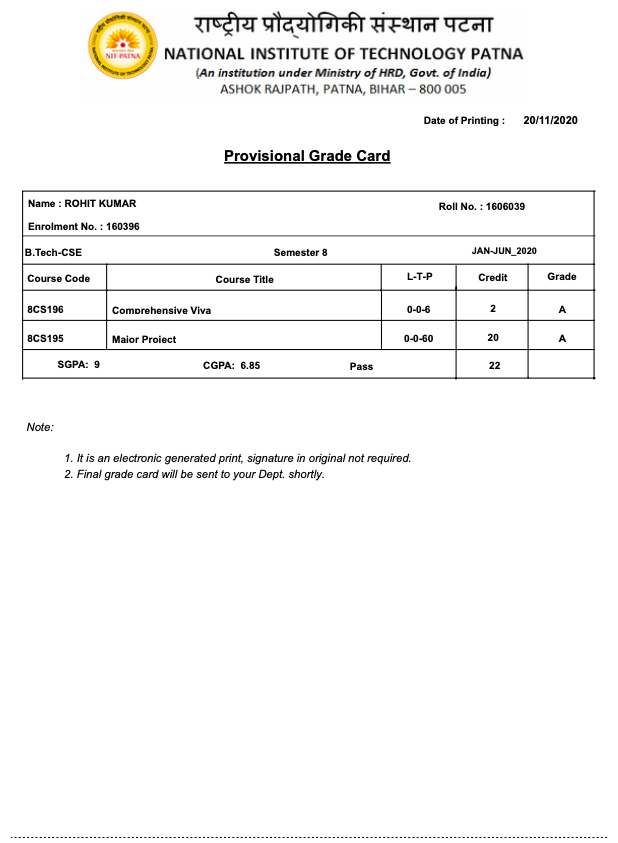 राष्ट्रीय प्रौद्योगिकी संस्थान पटना
NATIONAL INSTITUTE OF TECHNOLOGY PATNA
(An institution under Ministry of HRD, Govt. of India)
ASHOK RAJPATH, PATNA, BIHAR – 800 005
NIT-PATNA
Date of Printing : 20/11/2020
Provisional Grade Card
Name : ROHIT KUMAR Roll No. : 1606039
Enrolment No. : 160396
B.Tech-CSE Semester 8 JAN-JUN_2020
Course Code Course Title L-T-P Credit Grade
8CS196 Comprehensive Viva 0-0-6 2 A
8CS195 Major Project 0-0-60 20 A
SGPA: 9 CGPA: 6.85 Pass 22
Note:
1. It is an electronic generated print, signature in original not required.
2. Final grade card will be sent to your Dept. shortly.